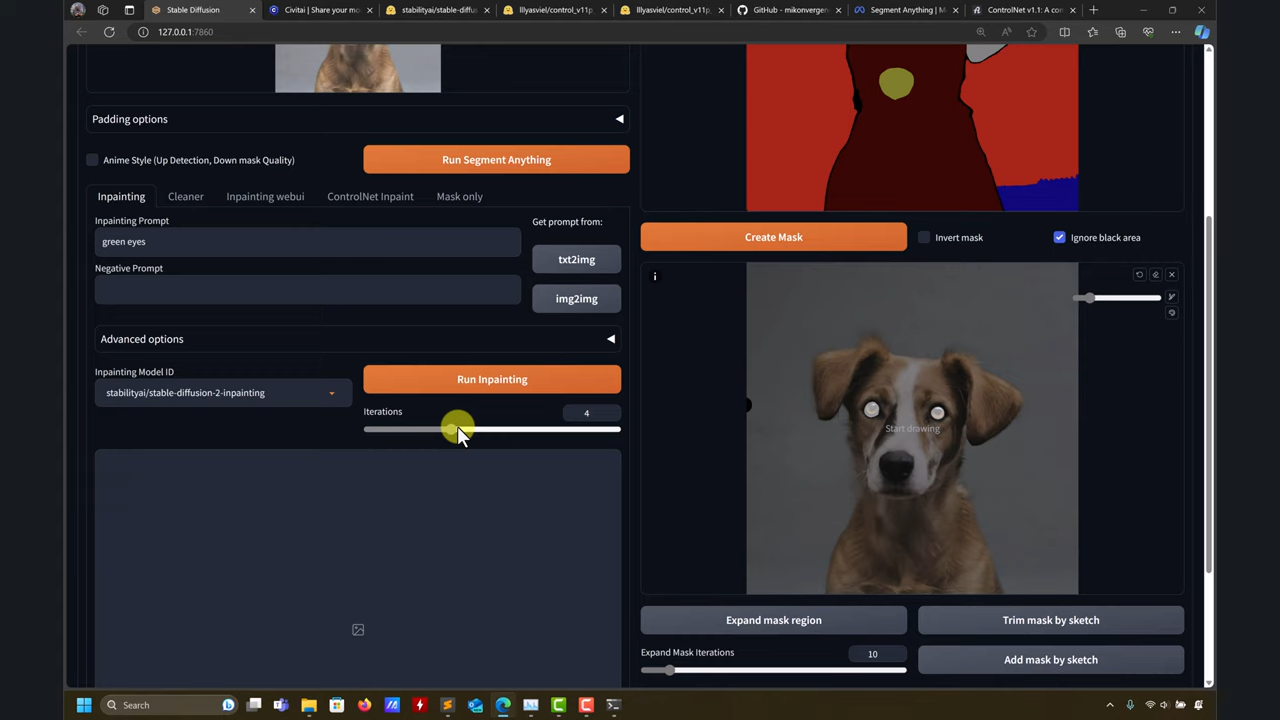 Stable Diffusion
Civitai | Share your mo
stabilityai/stable-diffus
lllyasviel/control_v11p
lllyasviel/control_v11p
GitHub - mikonvergen
Segment Anything | M
ControlNet v1.1: A con
127.0.0.1:7860
Padding options
Anime Style (Up Detection, Down mask Quality)
Run Segment Anything
Inpainting
Cleaner
Inpainting webui
ControlNet Inpaint
Mask only
Inpainting Prompt
green eyes
Negative Prompt
Get prompt from:
txt2img
img2img
Advanced options
Inpainting Model ID
stabilityai/stable-diffusion-2-inpainting
Run Inpainting
Iterations
4
Create Mask
Invert mask
Ignore black area
Start drawing
Expand mask region
Trim mask by sketch
Expand Mask Iterations
10
Add mask by sketch
Search